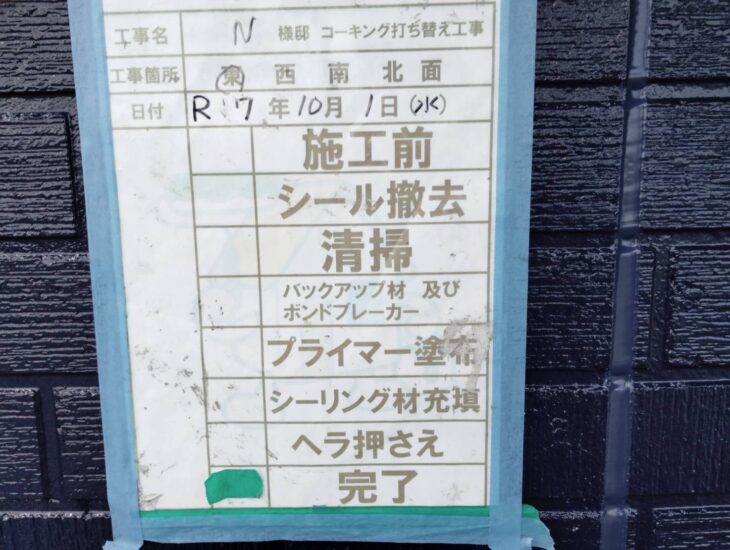 工事名 N 様邸 コーキング打ち替え工事
工事箇所 東 西 南 北 面
日付 R 7 年 10月 1日(水)
施工前
シール撤去
清掃
バックアップ材 及び
ボンドブレーカー
プライマー塗布
シーリング材充填
ヘラ押さえ
完了